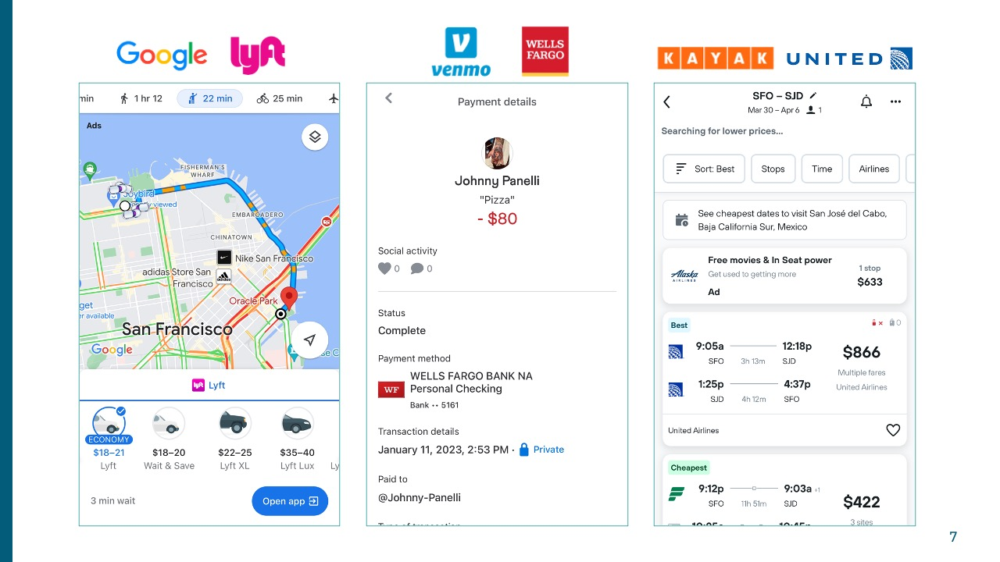 Google
lyft
venmo
WELLS
FARGO
KAYAK
UNITED
min
1 hr 12
22 min
25 min
Ads
FISHERMAN'S
WHARF
Joybird
viewed
EMBARCADERO
CHINATOWN
Nike San Francisco
adidas Store San
Francisco
Oracle Park
get
er available
San Francisco
Google
se C
Lyft
ECONOMY
$18–21
Lyft
$18–20
Wait & Save
$22–25
Lyft XL
$35–40
Lyft Lux
Ly
3 min wait
Open app
Payment details
Johnny Panelli
"Pizza"
- $80
Social activity
0
0
Status
Complete
Payment method
WF
WELLS FARGO BANK NA
Personal Checking
Bank •• 5161
Transaction details
January 11, 2023, 2:53 PM · Private
Paid to
@Johnny-Panelli
Type of transaction
SFO – SJD
Mar 30 – Apr 6 1
Searching for lower prices...
Sort: Best
Stops
Time
Airlines
See cheapest dates to visit San José del Cabo,
Baja California Sur, Mexico
Alaska
AIRLINES
Free movies & In Seat power
Get used to getting more
Ad
1 stop
$633
Best
0
9:05a 12:18p
SFO 3h 13m SJD
1:25p 4:37p
SJD 4h 12m SFO
$866
Multiple fares
United Airlines
United Airlines
Cheapest
9:12p 9:03a +1
SFO 11h 51m SJD
$422
3 sites
7